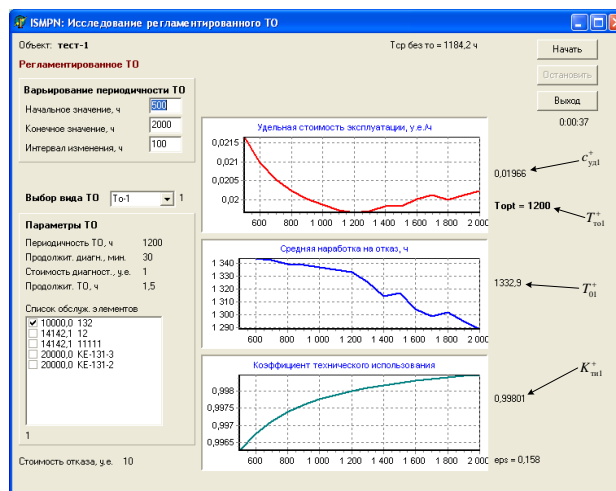 ISMPN: Исследование регламентированного ТО
Объект: тест-1
Тср без то = 1184,2 ч
Начать
Регламентированное ТО
Остановить
Варьирование периодичности ТО
Начальное значение, ч 500
Конечное значение, ч 2000
Интервал изменения, ч 100
Выход
0:00:37
Удельная стоимость эксплуатации, у.е./ч
0,0215
0,021
0,0205
0,02
600 800 1 000 1 200 1 400 1 600 1 800 2 000
0,01966
c⁺уд1
Выбор вида ТО То-1 1
Topt = 1200
T⁺то1
Параметры ТО
Периодичность ТО, ч 1200
Продолжит. диагн., мин. 30
Стоимость диагност., у.е. 1
Продолжит. ТО, ч 1,5
Средняя наработка на отказ, ч
1 340
1 330
1 320
1 310
1 300
1 290
600 800 1 000 1 200 1 400 1 600 1 800 2 000
1332,9
T⁺01
Список обслуж. элементов
10000,0 132
14142,1 12
14142,1 11111
20000,0 KE-131-3
20000,0 KE-131-2
1
Коэффициент технического использования
0,998
0,9975
0,997
0,9965
600 800 1 000 1 200 1 400 1 600 1 800 2 000
0,99801
K⁺ти1
Стоимость отказа, у.е. 10
eps = 0,158